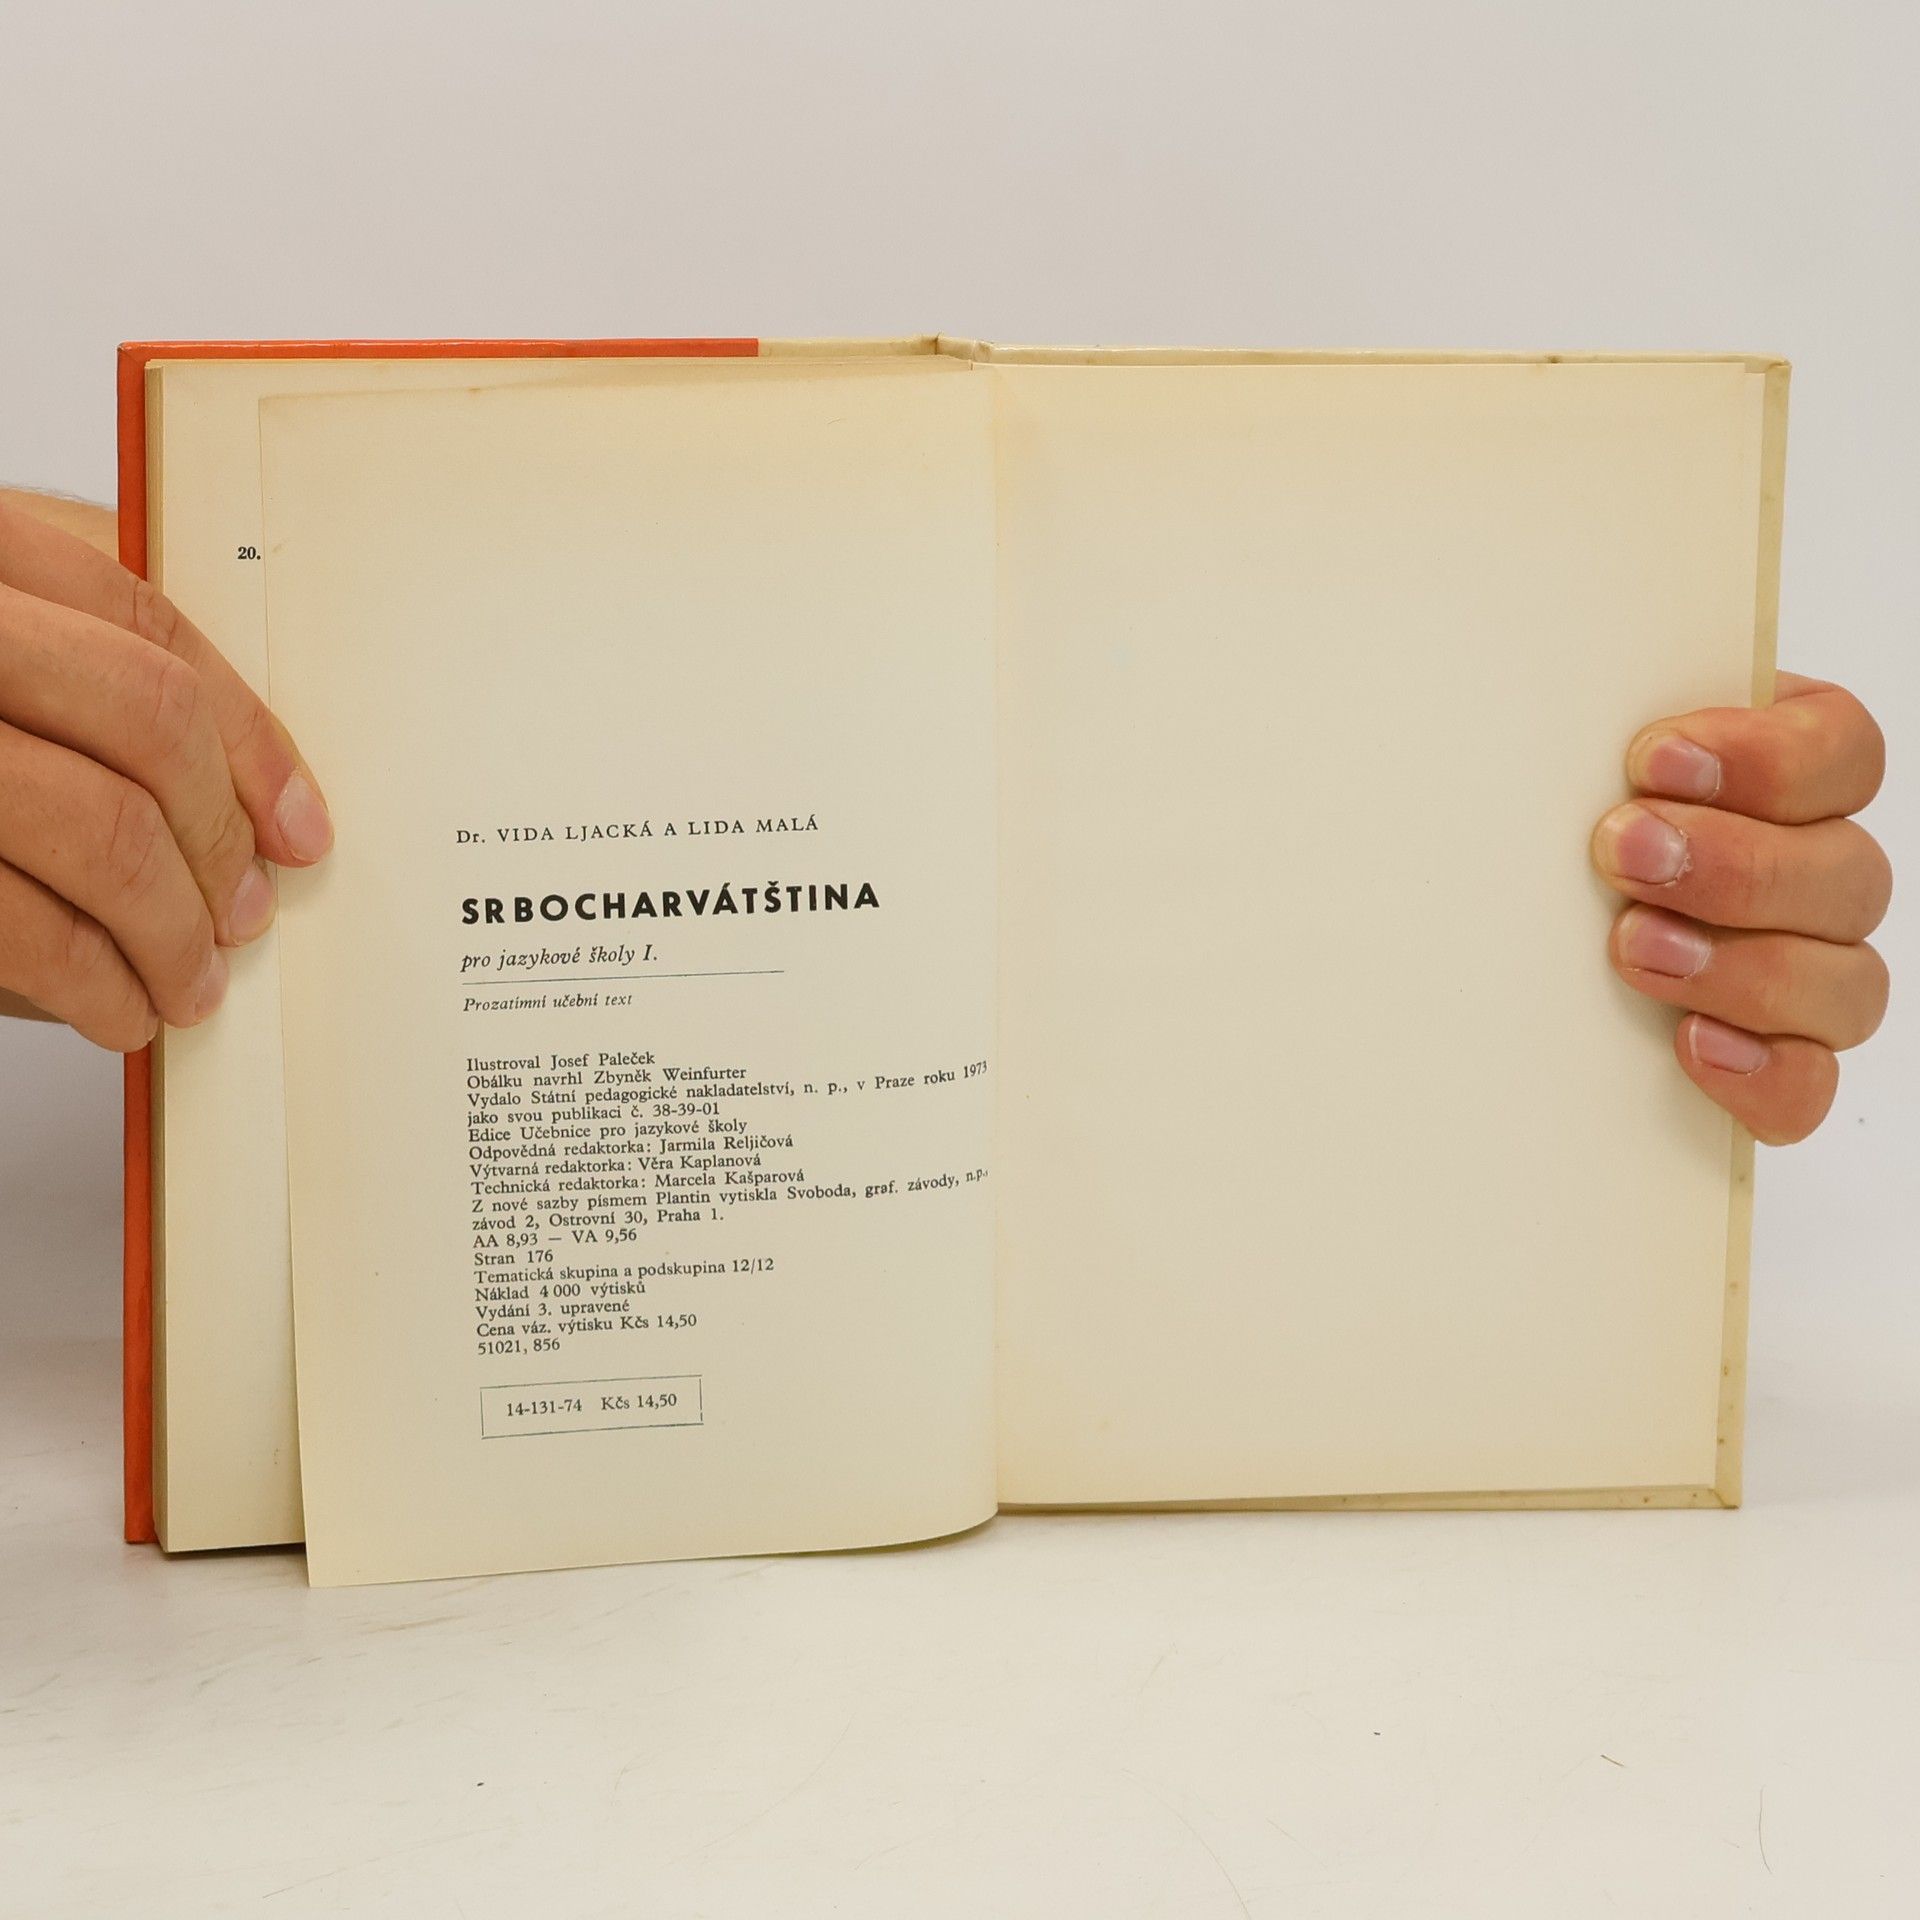 20.
Dr. VIDA LJACKÁ A LIDA MALÁ
SRBOCHARVÁTŠTINA
pro jazykové školy I.
Prozatímní učební text
Ilustroval Josef Paleček
Obálku navrhl Zbyněk Weinfurter
Vydalo Státní pedagogické nakladatelství, n. p., v Praze roku 1973
jako svou publikaci č. 38-39-01
Edice Učebnice pro jazykové školy
Odpovědná redaktorka: Jarmila Reljičová
Výtvarná redaktorka: Věra Kaplanová
Technická redaktorka: Marcela Kašparová
Z nové sazby písmem Plantin vytiskla Svoboda, graf. závody, n.p.,
závod 2, Ostrovní 30, Praha 1.
AA 8,93 — VA 9,56
Stran 176
Tematická skupina a podskupina 12/12
Náklad 4 000 výtisků
Vydání 3. upravené
Cena váz. výtisku Kčs 14,50
51021, 856
14-131-74 Kčs 14,50